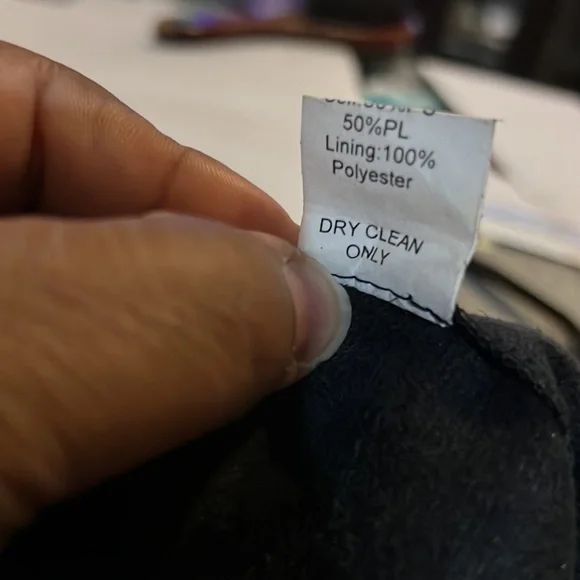 50%PL
Lining:100%
Polyester
DRY CLEAN
ONLY